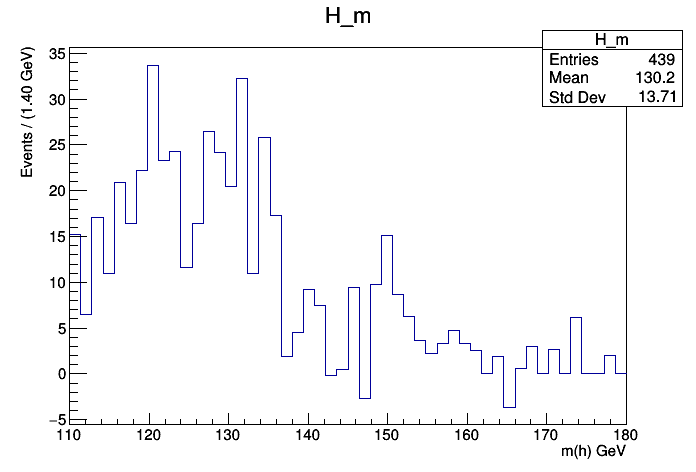 H_m
H_m
Entries 439
Mean 130.2
Std Dev 13.71
Events / (1.40 GeV)
35
30
25
20
15
10
5
0
−5
110 120 130 140 150 160 170 180
m(h) GeV